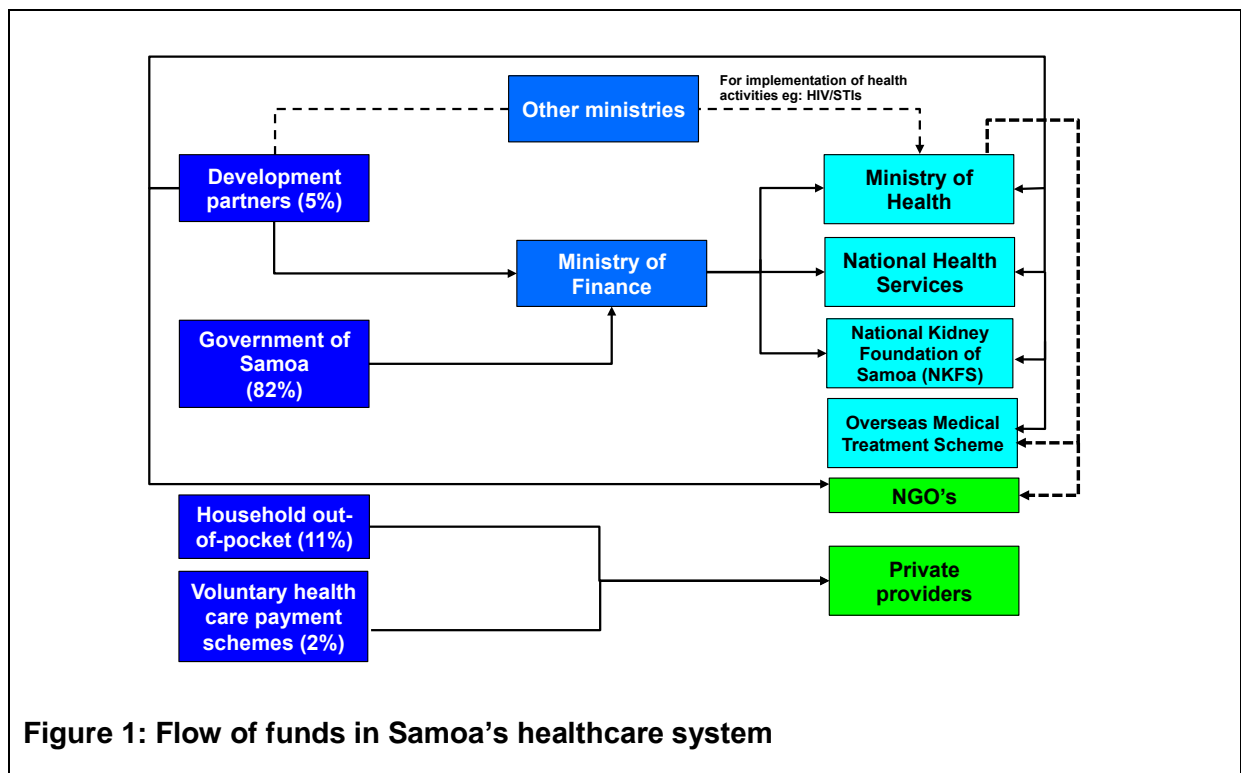 For implementation of health
activities eg: HIV/STIs
Other ministries
Development
partners (5%)
Ministry of
Health
Ministry of
Finance
National Health
Services
Government of
Samoa
(82%)
National Kidney
Foundation of
Samoa (NKFS)
Overseas Medical
Treatment Scheme
NGO's
Household out-
of-pocket (11%)
Voluntary health
care payment
schemes (2%)
Private
providers
Figure 1: Flow of funds in Samoa's healthcare system